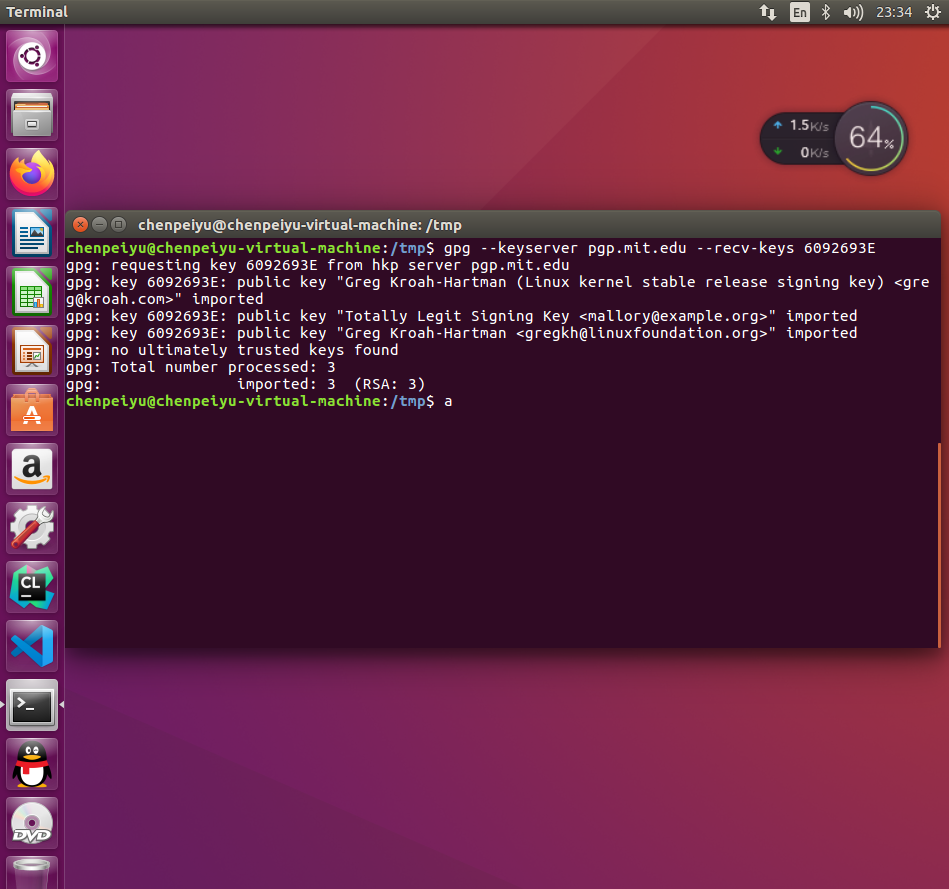 Terminal
En
23:34
1.5K/s
0K/s
64%
chenpeiyu@chenpeiyu-virtual-machine: /tmp
chenpeiyu@chenpeiyu-virtual-machine:/tmp$ gpg --keyserver pgp.mit.edu --recv-keys 6092693E
gpg: requesting key 6092693E from hkp server pgp.mit.edu
gpg: key 6092693E: public key "Greg Kroah-Hartman (Linux kernel stable release signing key) <gre
g@kroah.com>" imported
gpg: key 6092693E: public key "Totally Legit Signing Key <mallory@example.org>" imported
gpg: key 6092693E: public key "Greg Kroah-Hartman <gregkh@linuxfoundation.org>" imported
gpg: no ultimately trusted keys found
gpg: Total number processed: 3
gpg:               imported: 3  (RSA: 3)
chenpeiyu@chenpeiyu-virtual-machine:/tmp$ a
A
a
CL
>_
DVD